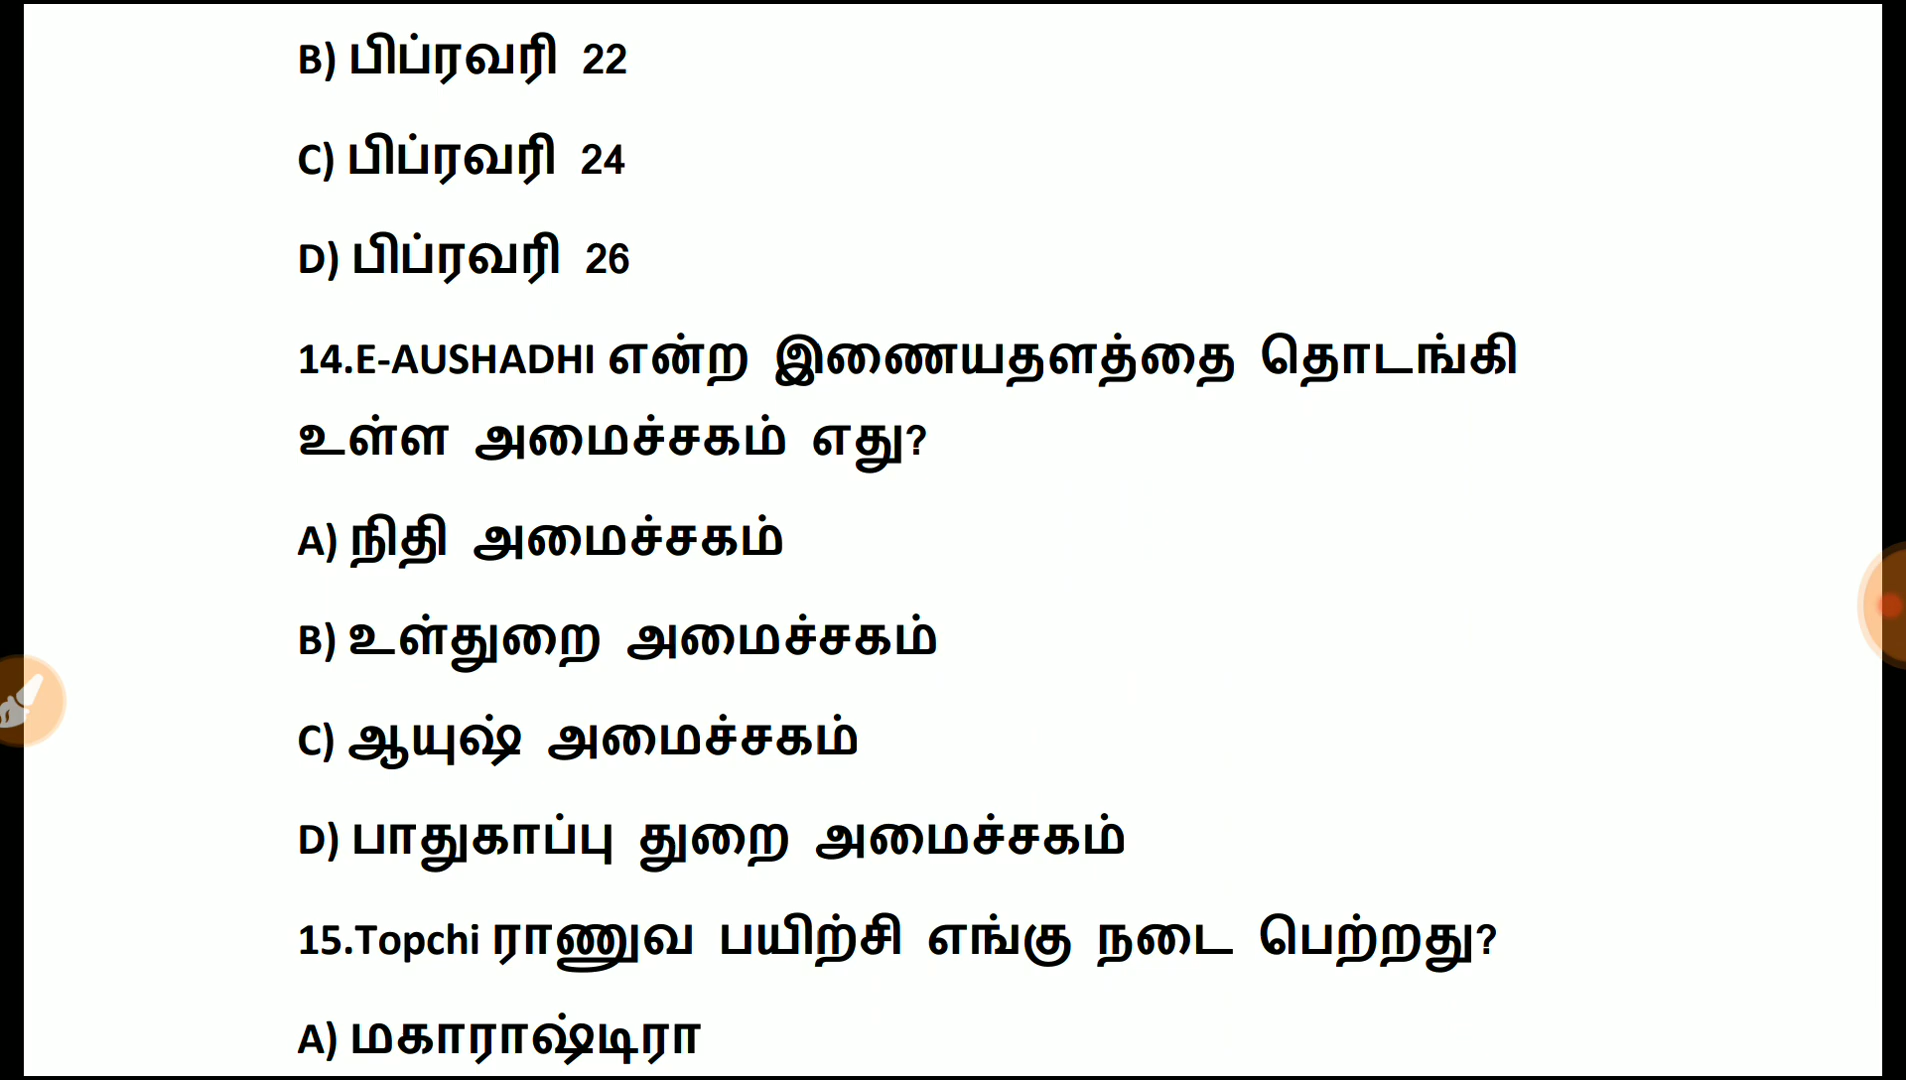 B) பிப்ரவரி 22
C) பிப்ரவரி 24
D) பிப்ரவரி 26
14.E-AUSHADHI என்ற இணையதளத்தை தொடங்கி
உள்ள அமைச்சகம் எது?
A) நிதி அமைச்சகம்
B) உள்துறை அமைச்சகம்
C) ஆயுஷ் அமைச்சகம்
D) பாதுகாப்பு துறை அமைச்சகம்
15.Topchi ராணுவ பயிற்சி எங்கு நடை பெற்றது?
A) மகாராஷ்டிரா